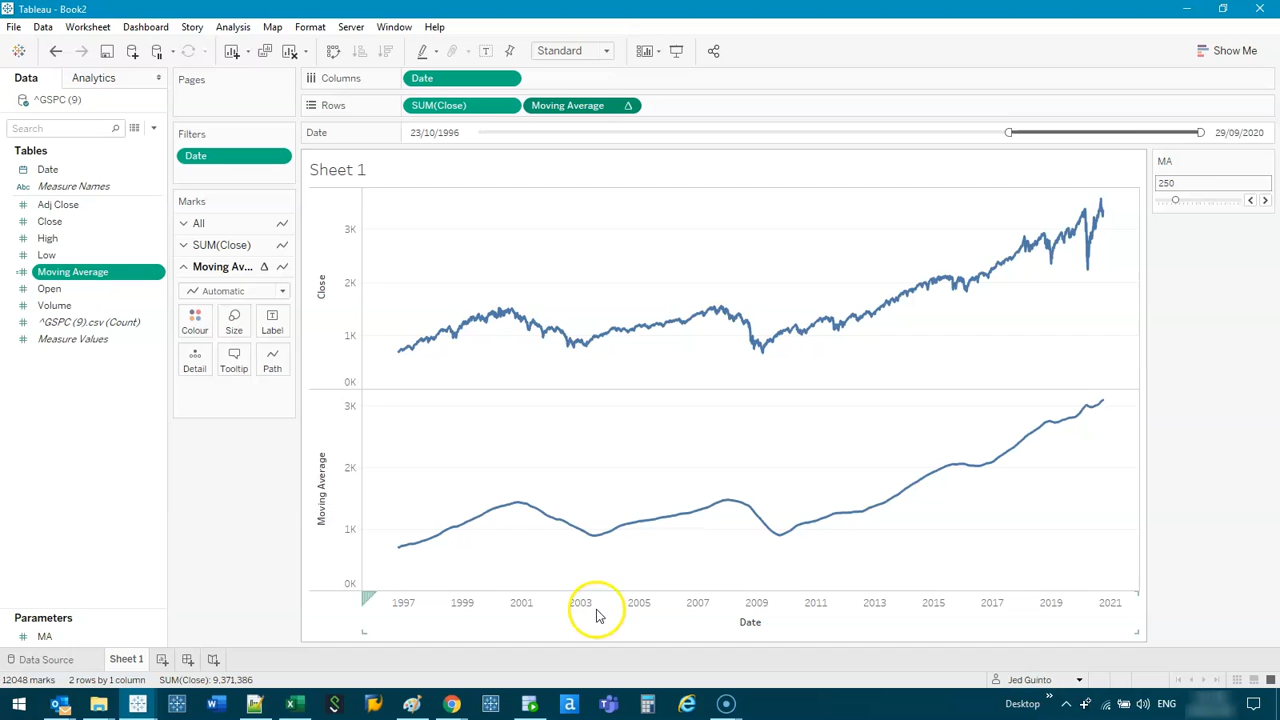 Tableau - Book2
File Data Worksheet Dashboard Story Analysis Map Format Server Window Help
Standard
Show Me
Data Analytics
^GSPC (9)
Search
Tables
Date
Abc Measure Names
Adj Close
Close
High
Low
Moving Average
Open
Volume
^GSPC (9).csv (Count)
Measure Values
Parameters
MA
Pages
Filters
Date
Marks
All
SUM(Close)
Moving Av...
Automatic
Colour Size Label
Detail Tooltip Path
Columns Date
Rows SUM(Close) Moving Average
Date 23/10/1996 29/09/2020
Sheet 1
Close
3K
2K
1K
0K
Moving Average
3K
2K
1K
0K
1997 1999 2001 2003 2005 2007 2009 2011 2013 2015 2017 2019 2021
Date
MA
250
Data Source Sheet 1
12048 marks 2 rows by 1 column SUM(Close): 9,371,386 Jed Guinto
Desktop ENG